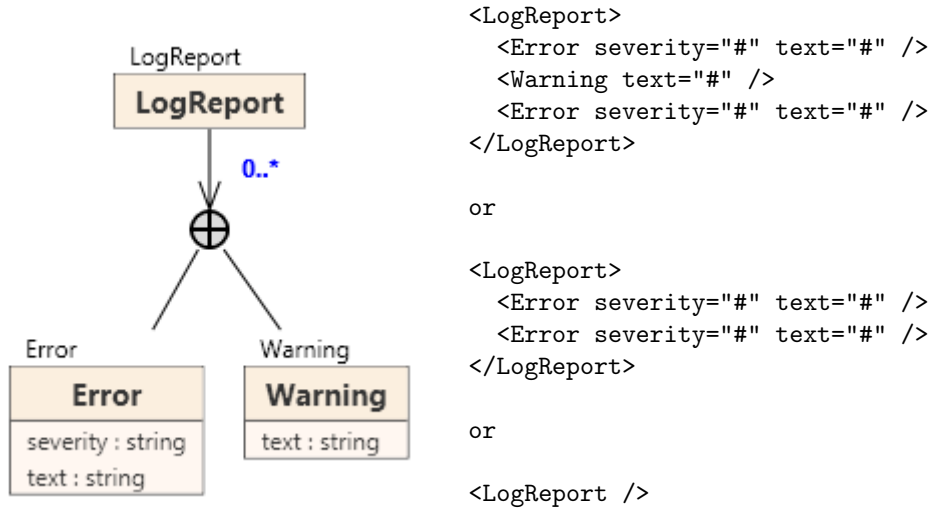 LogReport
LogReport
0..*
Error
Error
severity : string
text : string
Warning
Warning
text : string
<LogReport>
  <Error severity="#" text="#" />
  <Warning text="#" />
  <Error severity="#" text="#" />
</LogReport>
or
<LogReport>
  <Error severity="#" text="#" />
  <Error severity="#" text="#" />
</LogReport>
or
<LogReport />